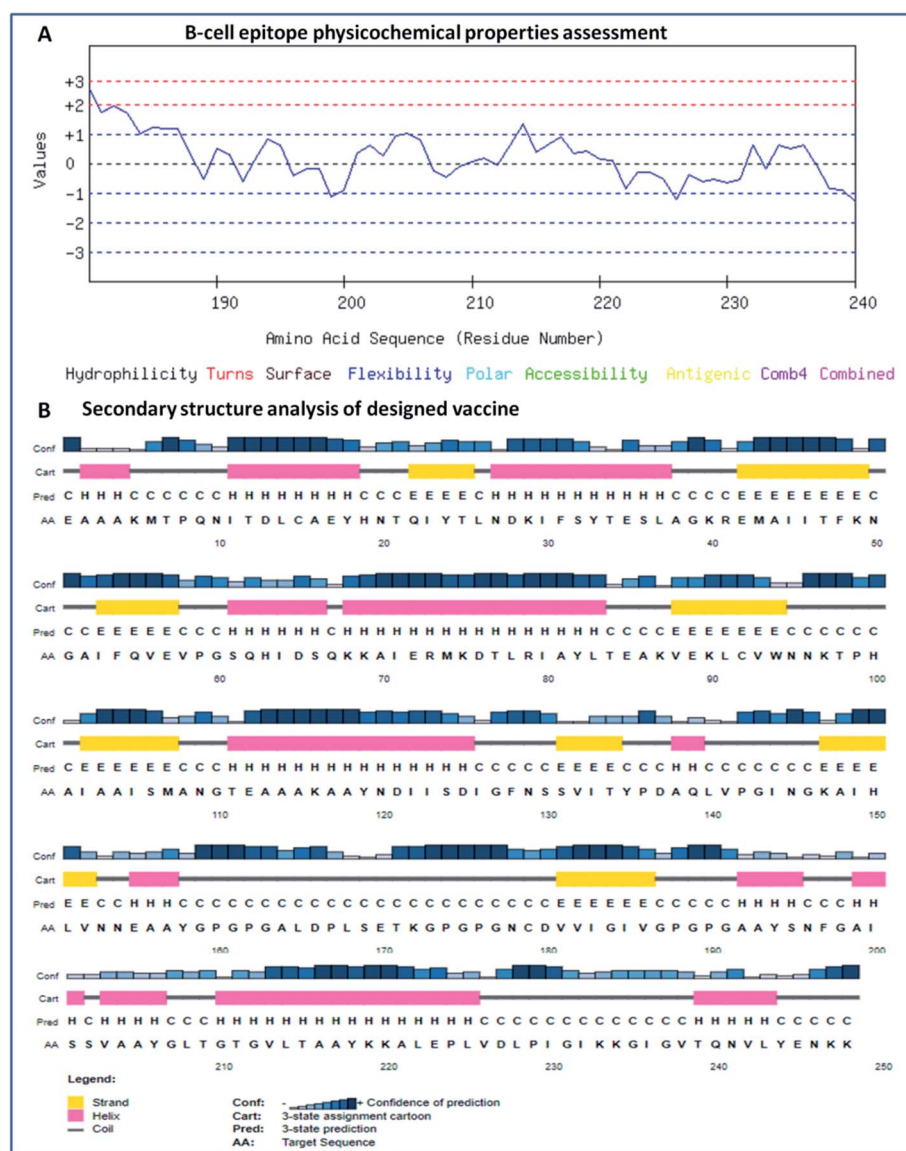 A B-cell epitope physicochemical properties assessment
+3
+2
+1
0
-1
-2
-3
Values
190 200 210 220 230 240
Amino Acid Sequence (Residue Number)
Hydrophilicity Turns Surface Flexibility Polar Accessibility Antigenic Comb4 Combined
B Secondary structure analysis of designed vaccine
Conf
Cart
Pred C H H H C C C C C C H H H H H H H H C C C E E E E C H H H H H H H H H H H C C C C E E E E E E E E C
AA E A A A K M T P Q N I T D L C A E Y H N T Q I Y T L N D K I F S Y T E S L A G K R E M A I I T F K N
10 20 30 40 50
Conf
Cart
Pred C C E E E E E C C C H H H H H H C H H H H H H H H H H H H H H H H C C C C E E E E E E E C C C C C C
AA G A I F Q V E V P G S Q H I D S Q K K A I E R M K D T L R I A Y L T E A K V E K L C V W N N K T P H
60 70 80 90 100
Conf
Cart
Pred C E E E E E E C C C H H H H H H H H H H H H H H H C C C C C E E E E C C C H H C C C C C C C E E E E
AA A I A A I S M A N G T E A A A K A A Y N D I I S D I G F N S S V I T Y P D A Q L V P G I N G K A I H
110 120 130 140 150
Conf
Cart
Pred E E C C H H H C C C C C C C C C C C C C C C C C C C C C C C E E E E E E C C C C C H H H H C C C H H
AA L V N N E A A Y G P G P G A L D P L S E T K G P G P G N C D V V I G I V G P G P G A A Y S N F G A I
160 170 180 190 200
Conf
Cart
Pred H C H H H H C C C H H H H H H H H H H H H H H H H C C C C C C C C C C C C C H H H H H C C C C C
AA S S V A A Y G L T G T G V L T A A Y K K A L E P L V D L P I G I K K G I G V T Q N V L Y E N K K
210 220 230 240 250
Legend:
Strand
Helix
Coil
Conf: - + Confidence of prediction
Cart: 3-state assignment cartoon
Pred: 3-state prediction
AA: Target Sequence